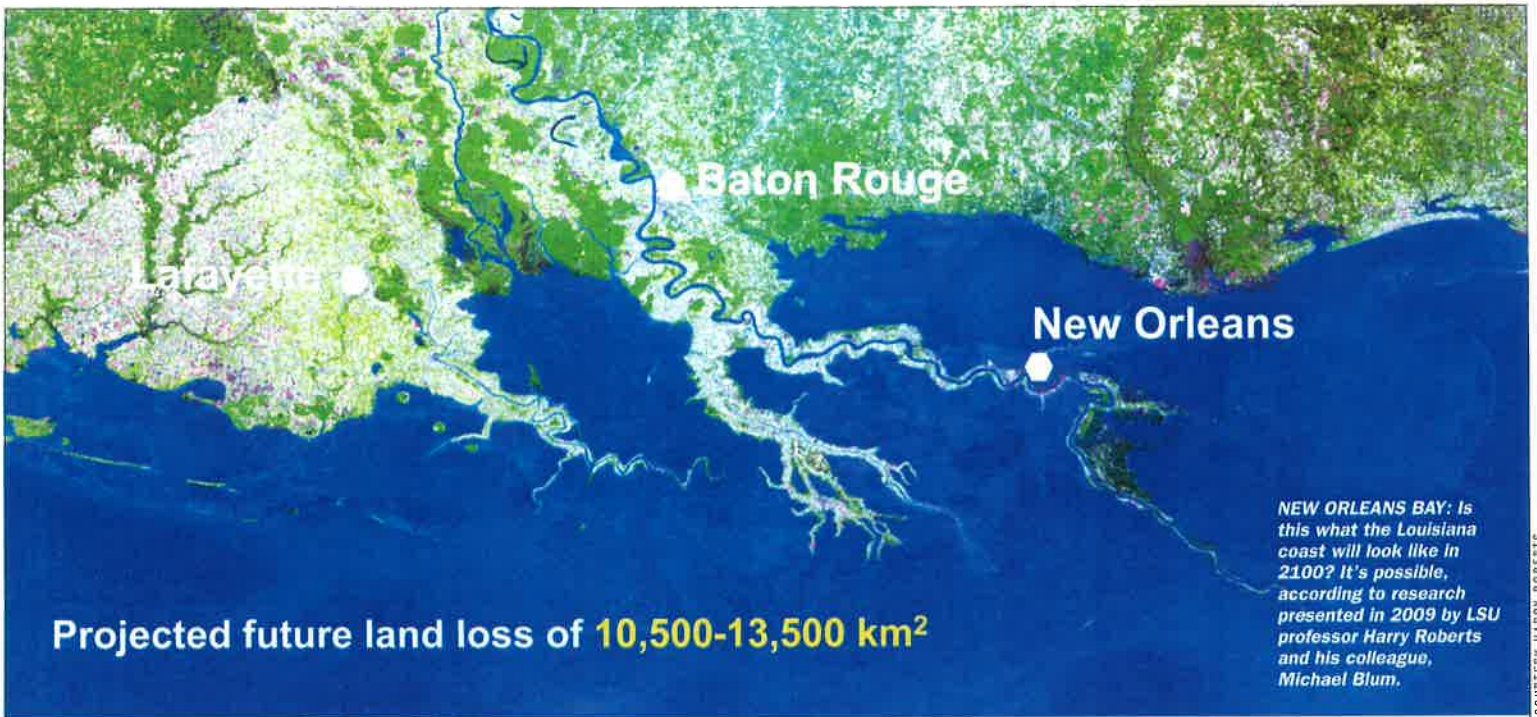 Baton Rouge
Lafayette
New Orleans
NEW ORLEANS BAY: Is
this what the Louisiana
coast will look like in
2100? It's possible,
according to research
presented in 2009 by LSU
professor Harry Roberts
and his colleague,
Michael Blum.
Projected future land loss of 10,500-13,500 km²
COURTESY